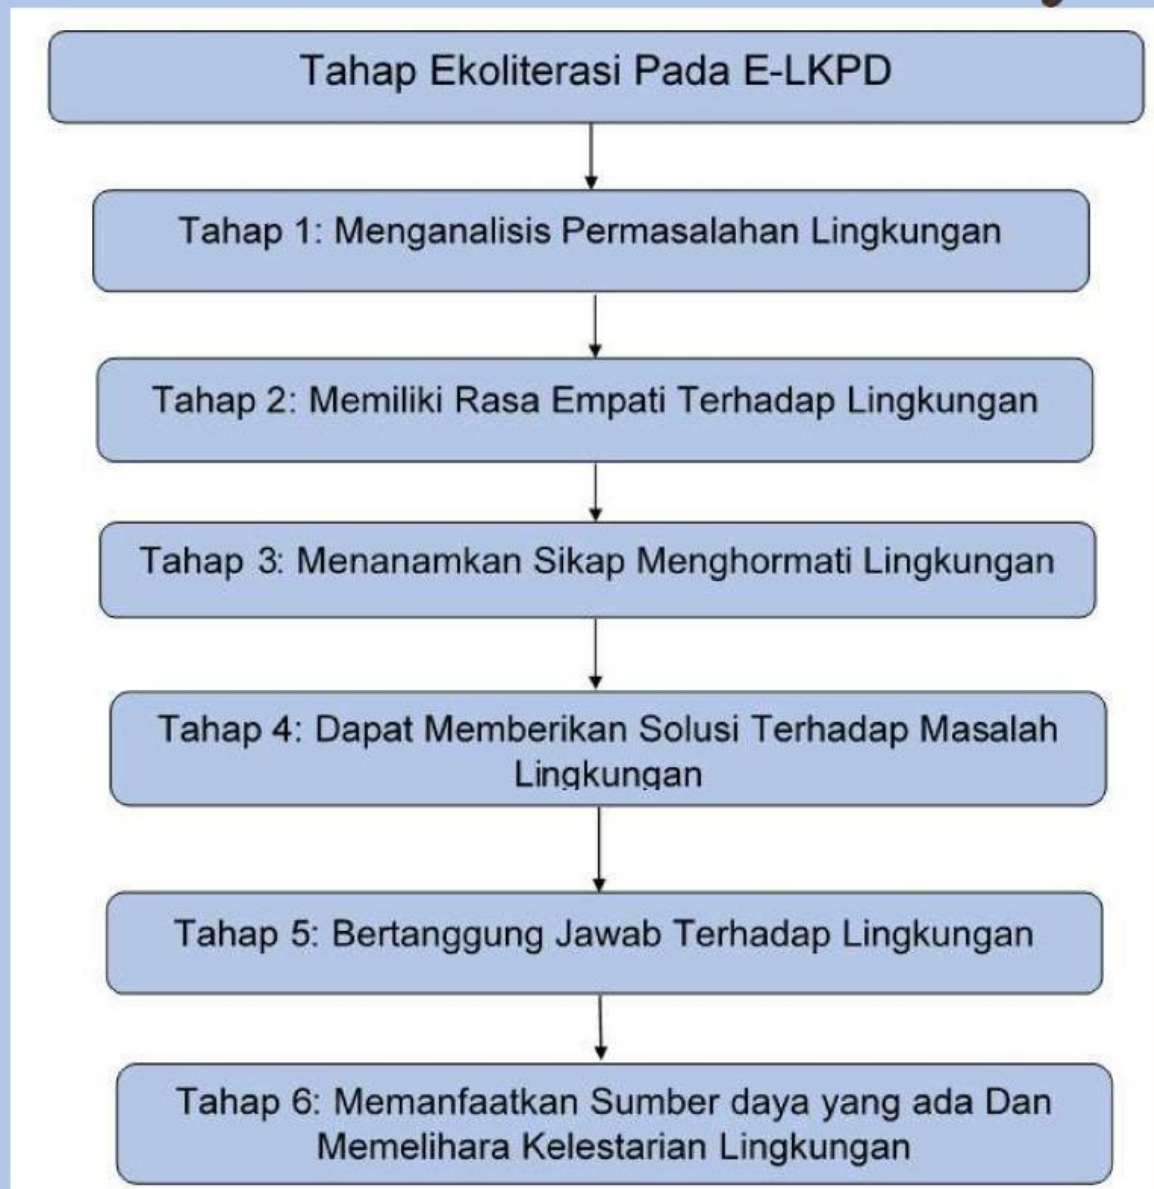 Tahap Ekoliterasi Pada E-LKPD
Tahap 1: Menganalisis Permasalahan Lingkungan
Tahap 2: Memiliki Rasa Empati Terhadap Lingkungan
Tahap 3: Menanamkan Sikap Menghormati Lingkungan
Tahap 4: Dapat Memberikan Solusi Terhadap Masalah
Lingkungan
Tahap 5: Bertanggung Jawab Terhadap Lingkungan
Tahap 6: Memanfaatkan Sumber daya yang ada Dan
Memelihara Kelestarian Lingkungan